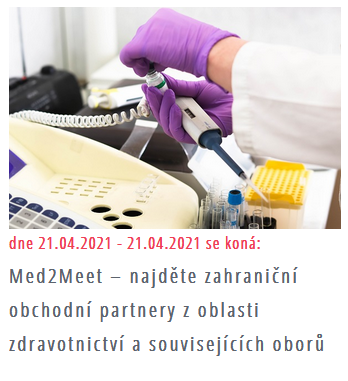 dne 21.04.2021 - 21.04.2021 se koná:
Med2Meet – najděte zahraniční
obchodní partnery z oblasti
zdravotnictví a souvisejících oborů